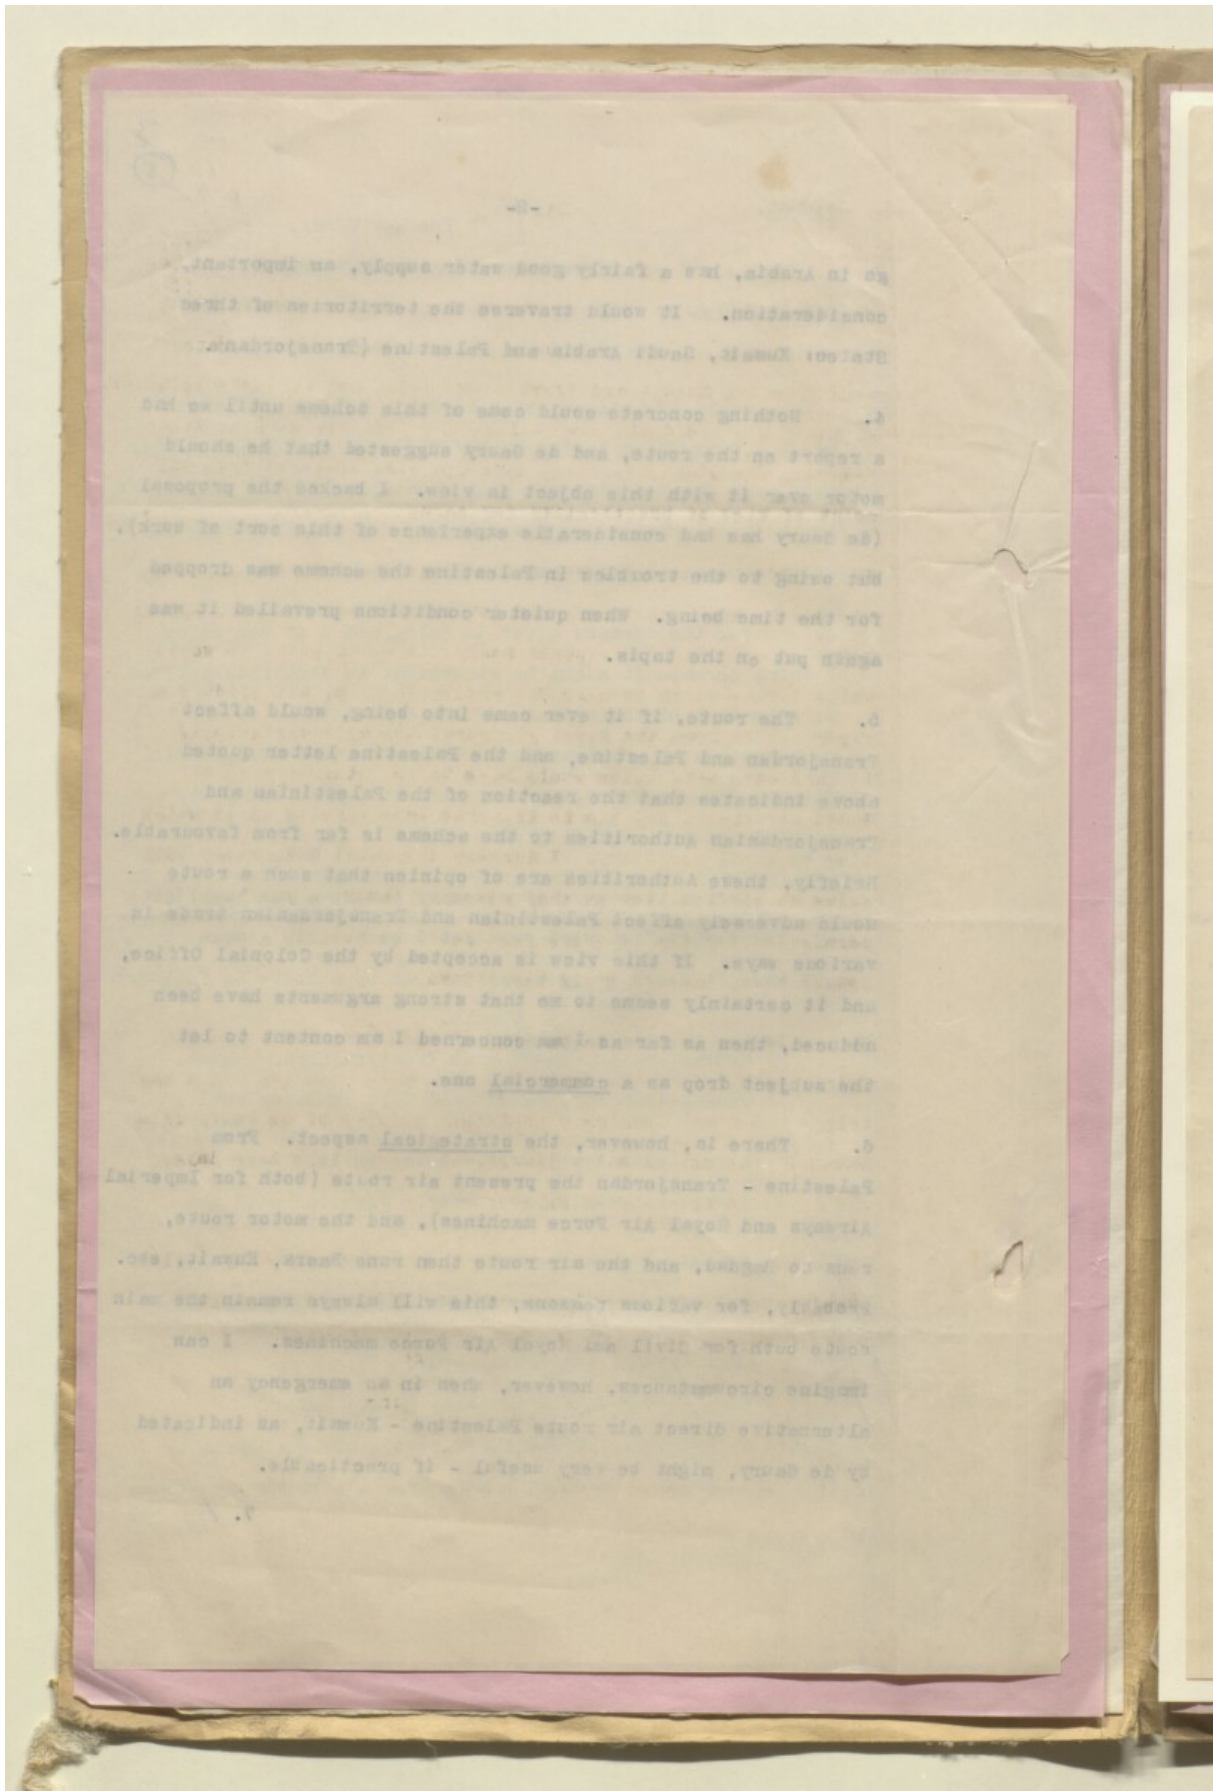 -2-
go in Arabia, has a fairly good water supply, an important
consideration. It would traverse the territories of three
States: Kuwait, Saudi Arabia and Palestine (Transjordan).
4. Nothing concrete could come of this scheme until we had
a report on the route, and de Gaury suggested that he should
motor over it with this object in view. I backed the proposal
(de Gaury has had considerable experience of this sort of work),
but owing to the troubles in Palestine the scheme was dropped
for the time being. When quieter conditions prevailed it was
again put on the tapis.
5. The route, if it ever came into being, would affect
Transjordan and Palestine, and the Palestine letter quoted
above indicates that the reaction of the Palestinian and
Transjordanian Authorities to the scheme is far from favourable.
Briefly, these Authorities are of opinion that such a route
would adversely affect Palestinian and Transjordanian trade in
various ways. If this view is accepted by the Colonial Office,
and it certainly seems to me that strong arguments have been
adduced, then as far as I am concerned I am content to let
the subject drop as a commercial one.
6. There is, however, the strategical aspect. From
Palestine - Transjordan the present air route (both for Imperial
Airways and Royal Air Force machines), and the motor route,
runs to Bagdad, and the air route then runs Basra, Kuwait, etc.
Probably, for various reasons, this will always remain the main
route both for Civil and Royal Air Force machines. I can
imagine circumstances, however, when in an emergency an
alternative direct air route Palestine - Kuwait, as indicated
by de Gaury, might be very useful - if practicable.
7. /